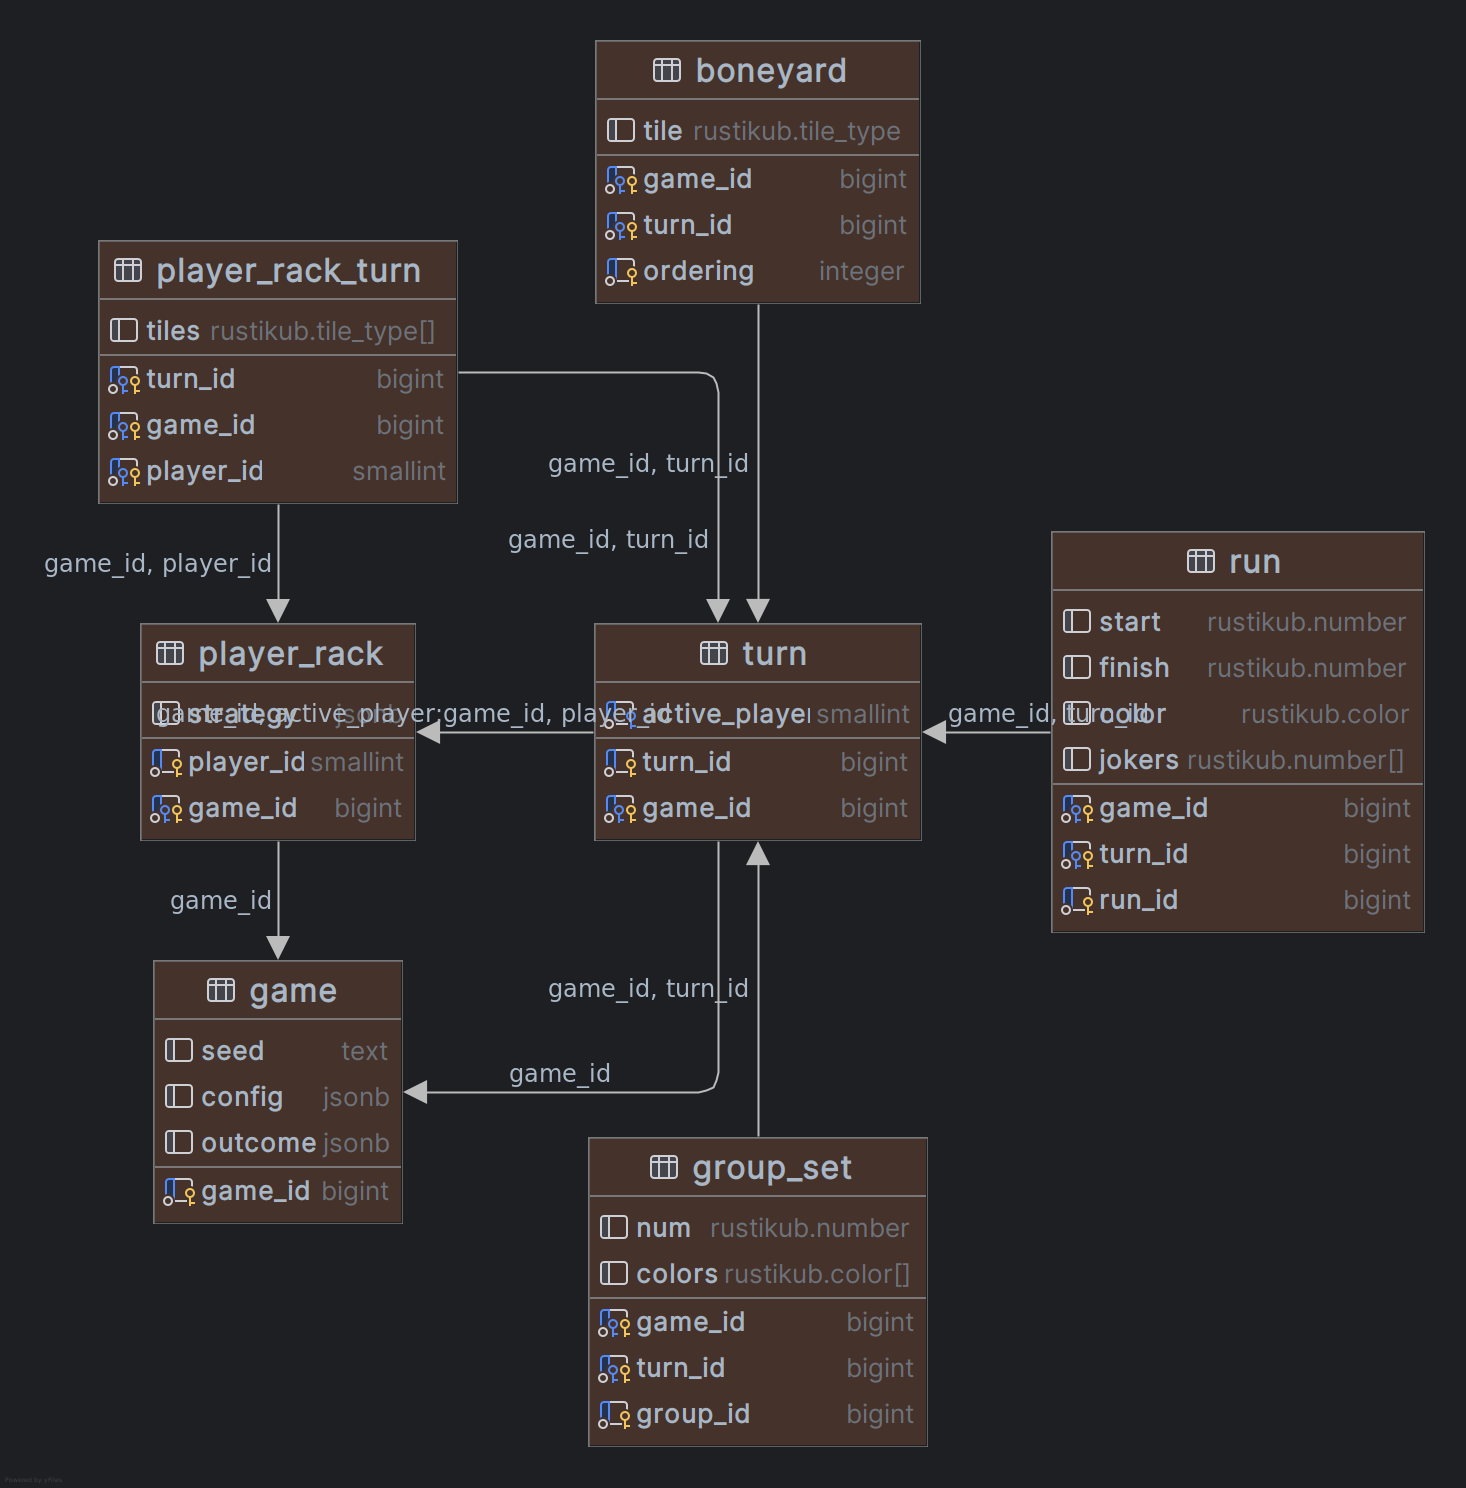 boneyard
tile rustikub.tile_type
game_id bigint
turn_id bigint
ordering integer
player_rack_turn
tiles rustikub.tile_type[]
turn_id bigint
game_id bigint
player_id smallint
game_id, turn_id
game_id, turn_id
game_id, player_id
run
start rustikub.number
finish rustikub.number
color rustikub.color
jokers rustikub.number[]
game_id bigint
turn_id bigint
run_id bigint
player_rack
strategy jsonb
player_id smallint
game_id bigint
game_id, active_player:game_id, player_id
turn
active_player smallint
turn_id bigint
game_id bigint
game_id, turn_id
game_id
game
seed text
config jsonb
outcome jsonb
game_id bigint
game_id, turn_id
game_id
group_set
num rustikub.number
colors rustikub.color[]
game_id bigint
turn_id bigint
group_id bigint
Powered by yFiles